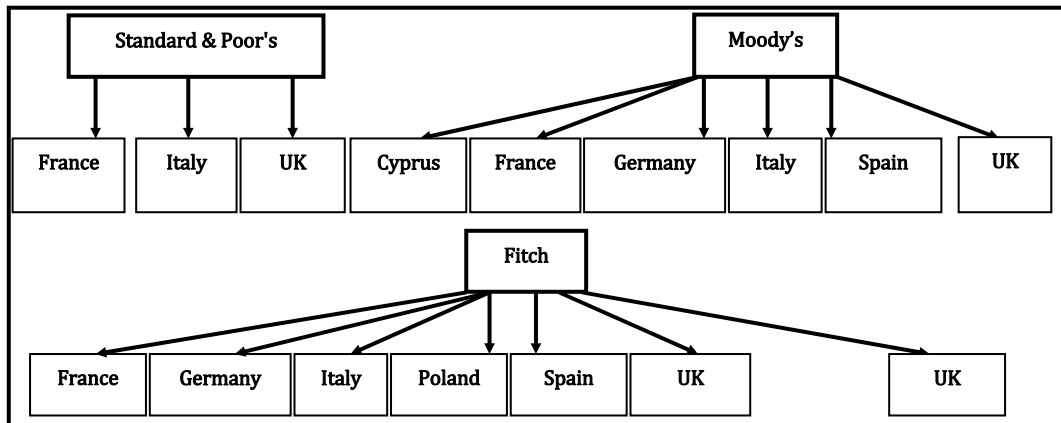 Standard & Poor's
Moody's
France
Italy
UK
Cyprus
France
Germany
Italy
Spain
UK
Fitch
France
Germany
Italy
Poland
Spain
UK
UK